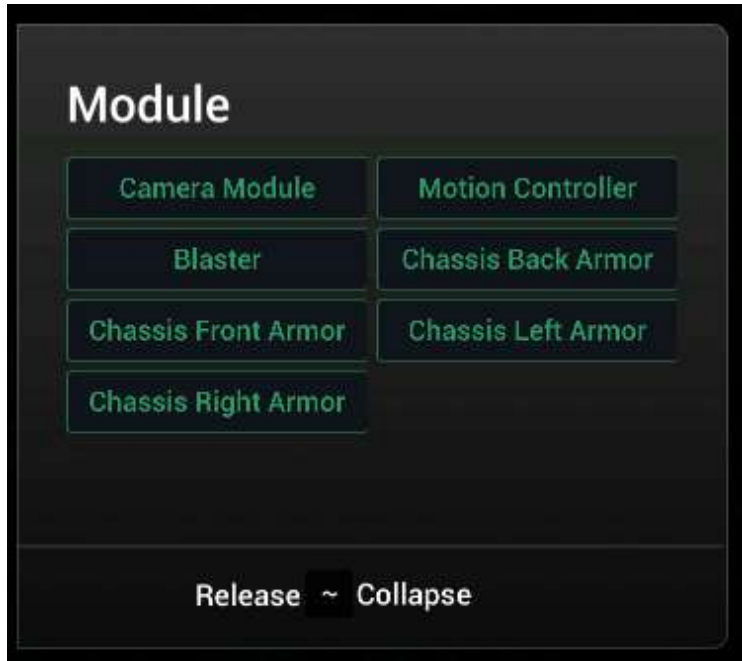 Module
Camera Module
Motion Controller
Blaster
Chassis Back Armor
Chassis Front Armor
Chassis Left Armor
Chassis Right Armor
Release ~ Collapse